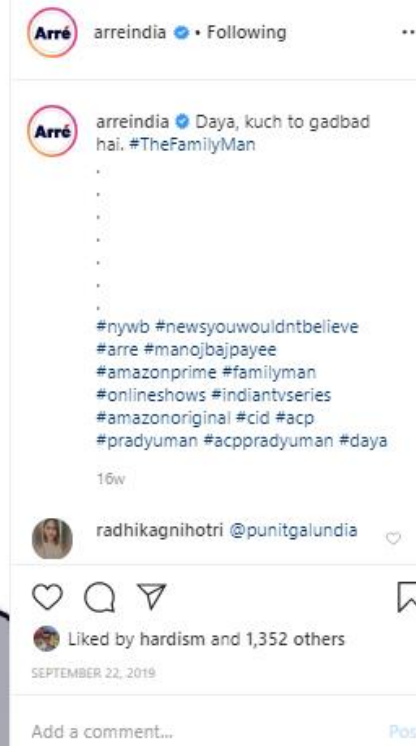 Arré arreindia • Following
Arré arreindia Daya, kuch to gadbad
hai. #TheFamilyMan
.
.
.
.
.
.
.
#nywb #newsyouwouldntbelieve
#arre #manojbajpayee
#amazonprime #familyman
#onlineshows #indiantvseries
#amazonoriginal #cid #acp
#pradyuman #acppradyuman #daya
16w
radhikagnihotri @punitgalundia
Liked by hardism and 1,352 others
SEPTEMBER 22, 2019
Add a comment...